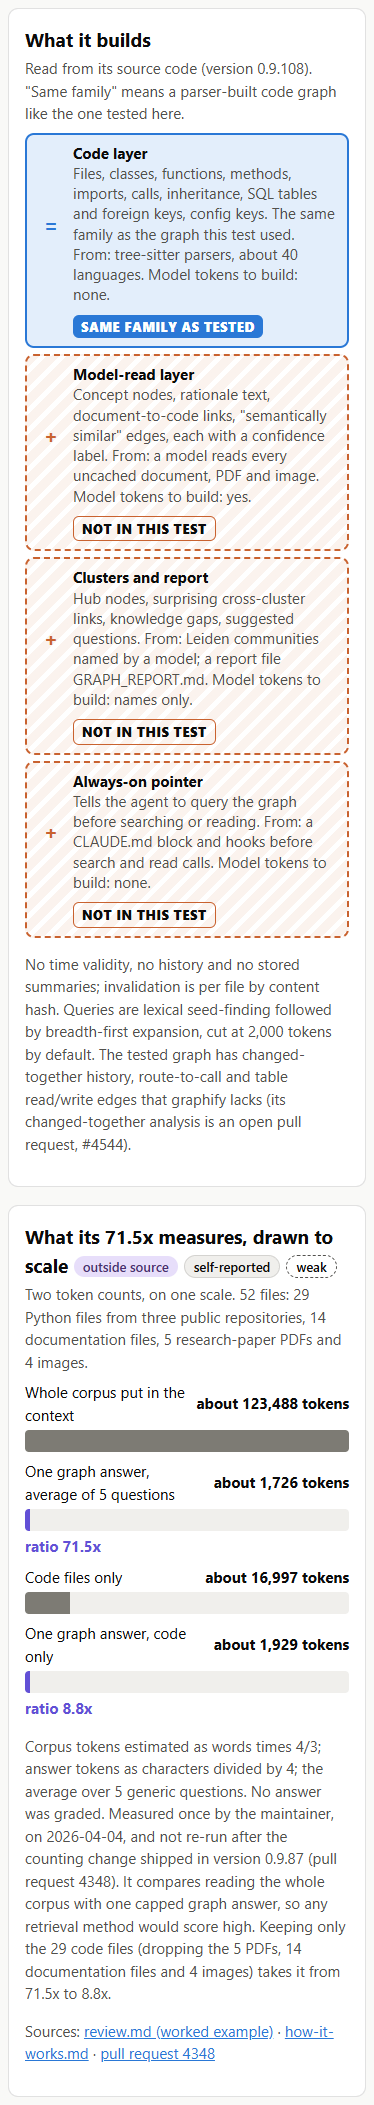 What it builds
Read from its source code (version 0.9.108).
"Same family" means a parser-built code graph
like the one tested here.
=
Code layer
Files, classes, functions, methods,
imports, calls, inheritance, SQL tables
and foreign keys, config keys. The same
family as the graph this test used.
From: tree-sitter parsers, about 40
languages. Model tokens to build:
none.
SAME FAMILY AS TESTED
+
Model-read layer
Concept nodes, rationale text,
document-to-code links, "semantically
similar" edges, each with a confidence
label. From: a model reads every
uncached document, PDF and image.
Model tokens to build: yes.
NOT IN THIS TEST
+
Clusters and report
Hub nodes, surprising cross-cluster
links, knowledge gaps, suggested
questions. From: Leiden communities
named by a model; a report file
GRAPH_REPORT.md. Model tokens to
build: names only.
NOT IN THIS TEST
+
Always-on pointer
Tells the agent to query the graph
before searching or reading. From: a
CLAUDE.md block and hooks before
search and read calls. Model tokens to
build: none.
NOT IN THIS TEST
No time validity, no history and no stored
summaries; invalidation is per file by content
hash. Queries are lexical seed-finding followed
by breadth-first expansion, cut at 2,000 tokens
by default. The tested graph has changed-
together history, route-to-call and table
read/write edges that graphify lacks (its
changed-together analysis is an open pull
request, #4544).
What its 71.5x measures, drawn to
scale outside source self-reported weak
Two token counts, on one scale. 52 files: 29
Python files from three public repositories, 14
documentation files, 5 research-paper PDFs and
4 images.
Whole corpus put in the
context
about 123,488 tokens
One graph answer,
average of 5 questions
about 1,726 tokens
ratio 71.5x
Code files only
about 16,997 tokens
One graph answer, code
only
about 1,929 tokens
ratio 8.8x
Corpus tokens estimated as words times 4/3;
answer tokens as characters divided by 4; the
average over 5 generic questions. No answer
was graded. Measured once by the maintainer,
on 2026-04-04, and not re-run after the
counting change shipped in version 0.9.87 (pull
request 4348). It compares reading the whole
corpus with one capped graph answer, so any
retrieval method would score high. Keeping only
the 29 code files (dropping the 5 PDFs, 14
documentation files and 4 images) takes it from
71.5x to 8.8x.
Sources: review.md (worked example) · how-it-
works.md · pull request 4348